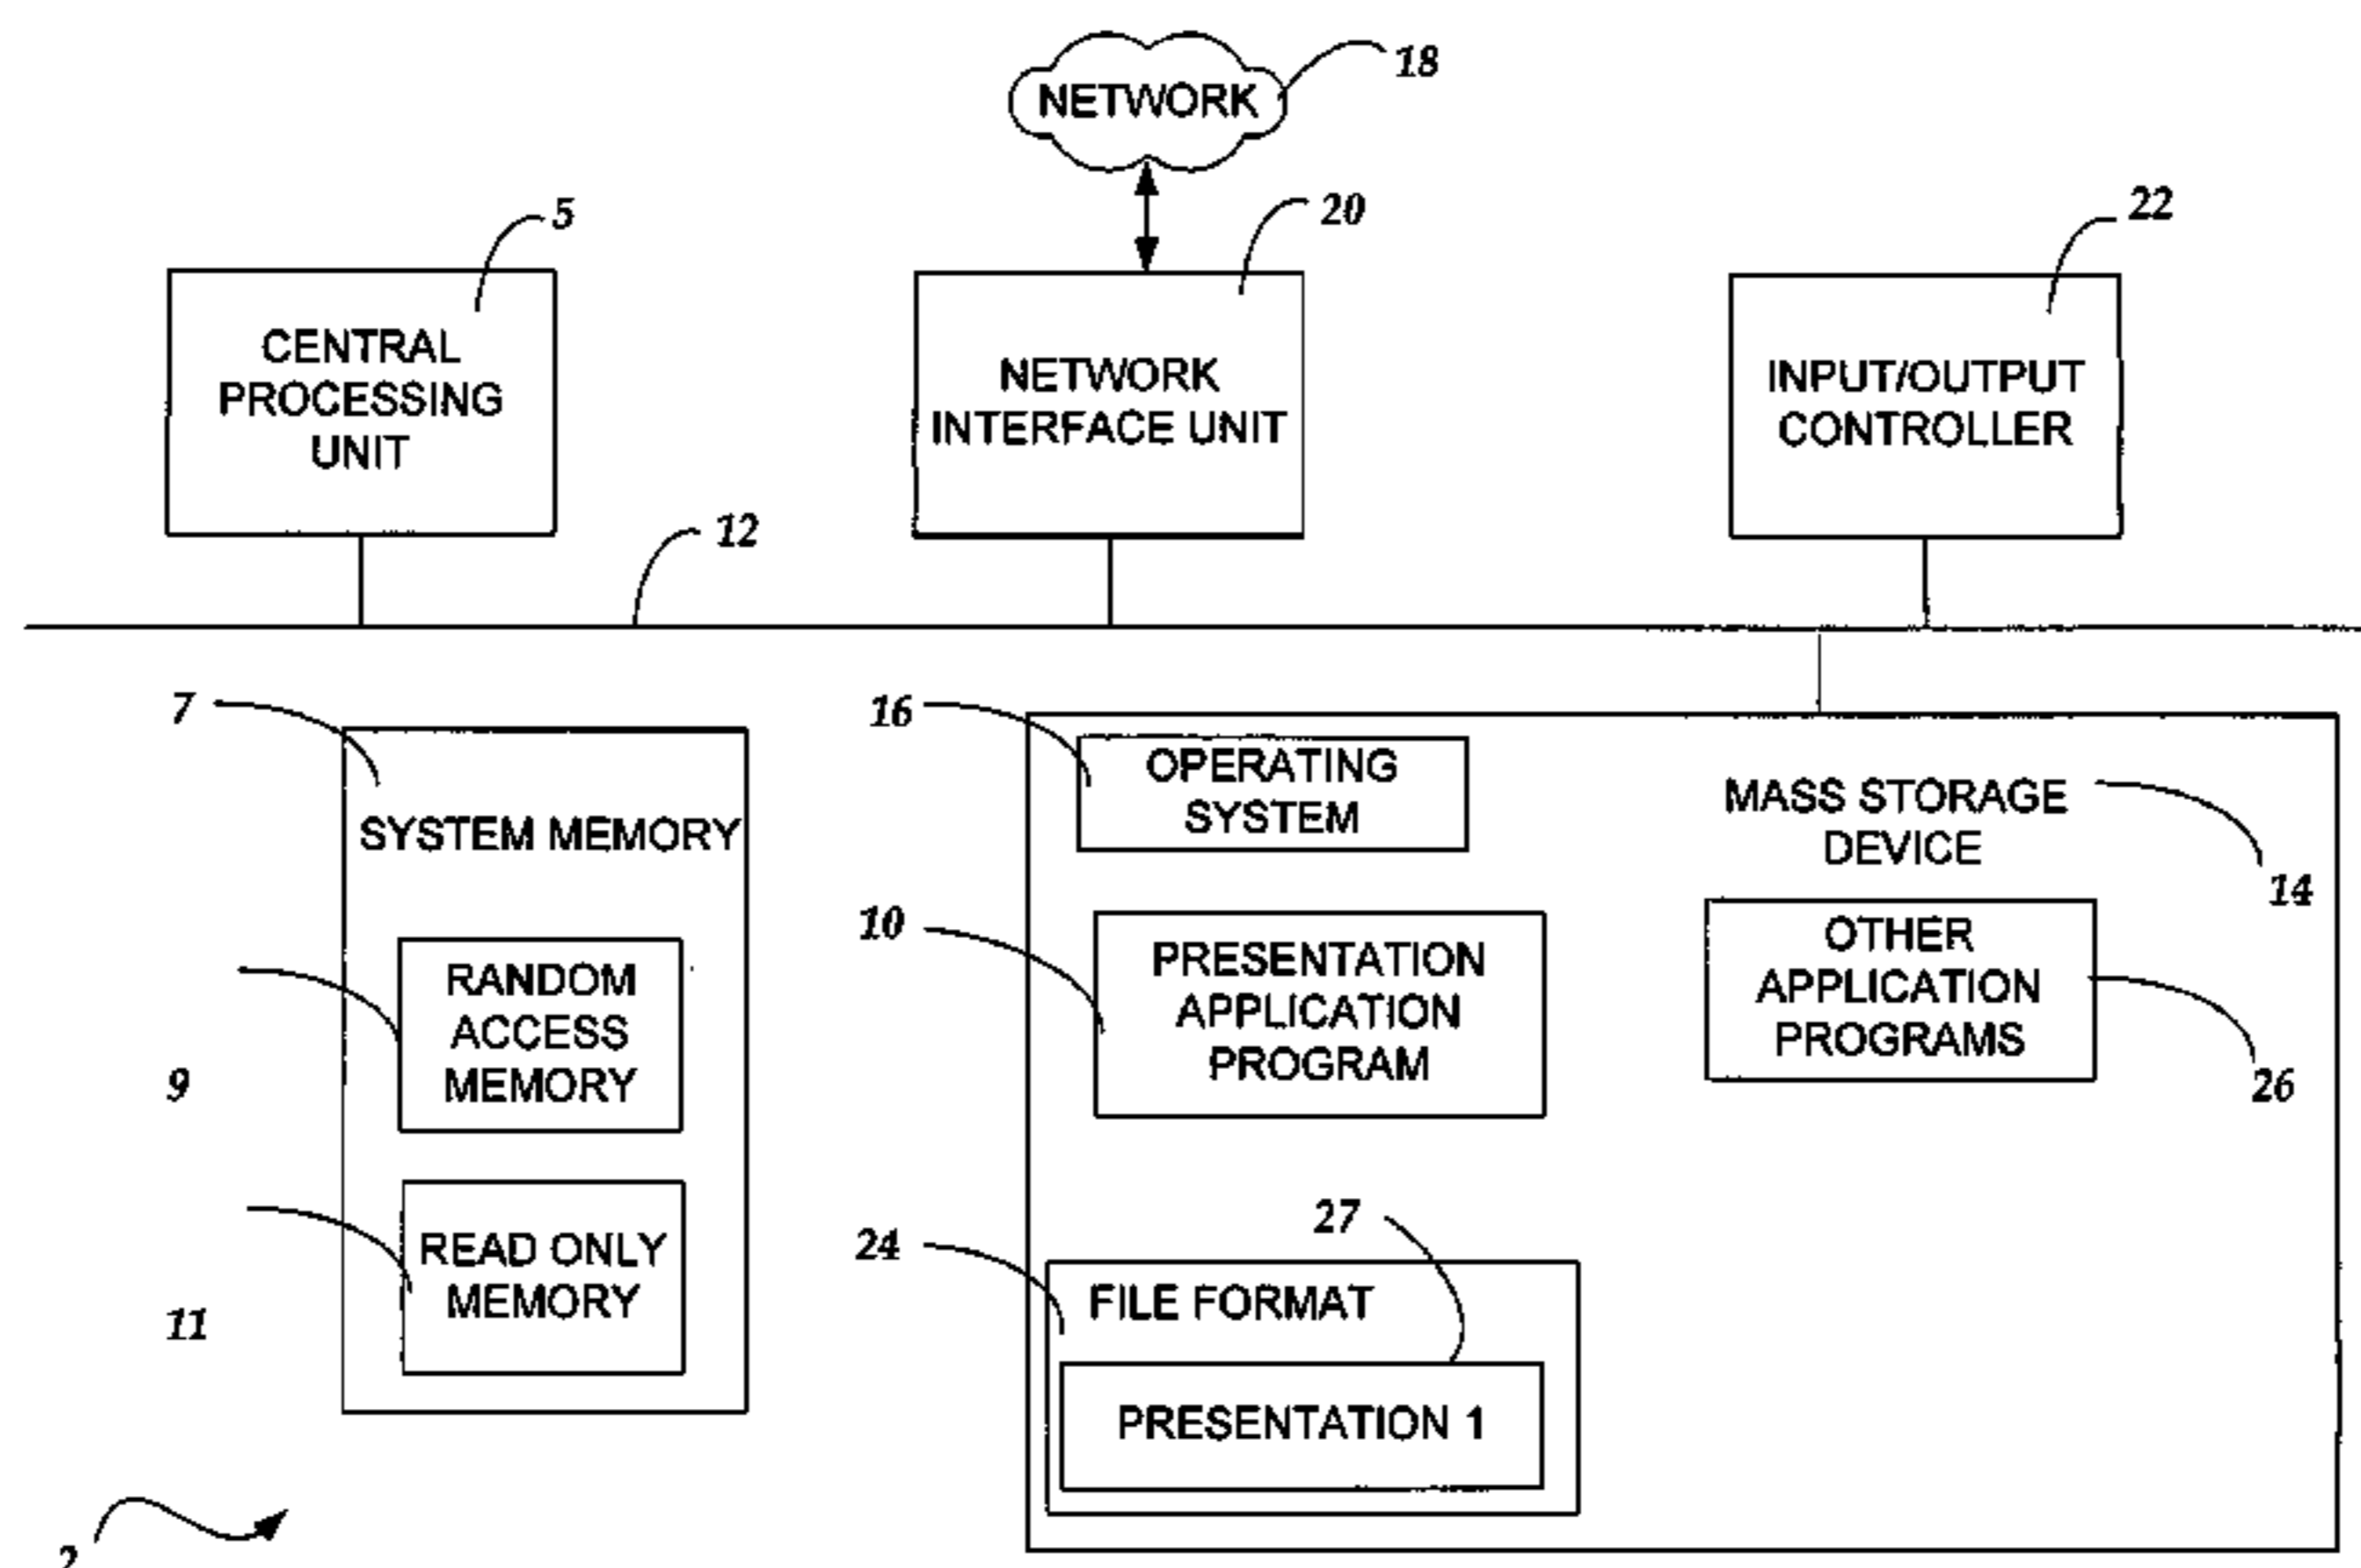 NETWORK
18
5
20
22
CENTRAL
PROCESSING
UNIT
NETWORK
INTERFACE UNIT
INPUT/OUTPUT
CONTROLLER
12
7
SYSTEM MEMORY
9
RANDOM
ACCESS
MEMORY
11
READ ONLY
MEMORY
16
OPERATING
SYSTEM
MASS STORAGE
DEVICE
14
10
PRESENTATION
APPLICATION
PROGRAM
OTHER
APPLICATION
PROGRAMS
26
24
27
FILE FORMAT
PRESENTATION 1
2